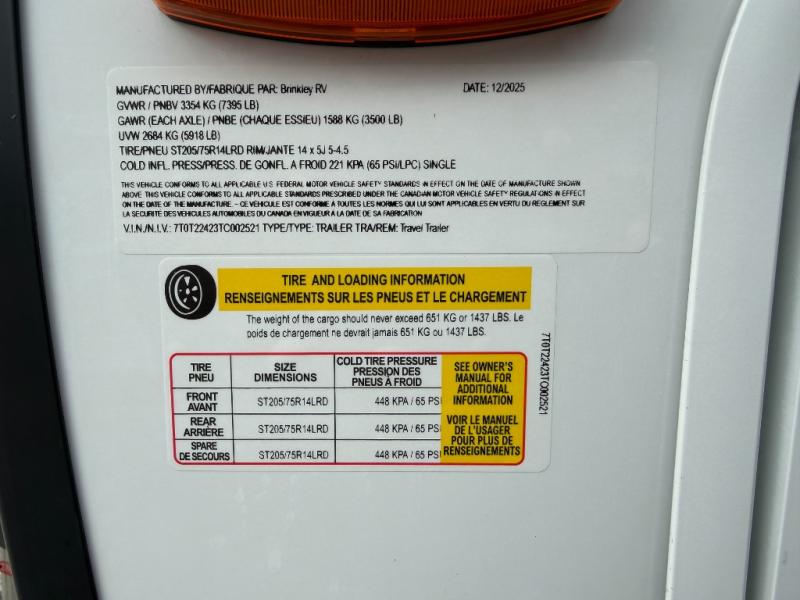 MANUFACTURED BY/FABRIQUE PAR: Brinkley RV DATE: 12/2025
GVWR / PNBV 3354 KG (7395 LB)
GAWR (EACH AXLE) / PNBE (CHAQUE ESSIEU) 1588 KG (3500 LB)
UVW 2684 KG (5918 LB)
TIRE/PNEU ST205/75R14LRD RIM/JANTE 14 x 5J 5-4.5
COLD INFL. PRESS/PRESS. DE GONFL. A FROID 221 KPA (65 PSI/LPC) SINGLE
THIS VEHICLE CONFORMS TO ALL APPLICABLE U.S. FEDERAL MOTOR VEHICLE SAFETY STANDARDS IN EFFECT ON THE DATE OF MANUFACTURE SHOWN
ABOVE. THIS VEHICLE CONFORMS TO ALL APPLICABLE STANDARDS PRESCRIBED UNDER THE CANADIAN MOTOR VEHICLE SAFETY REGULATIONS IN EFFECT
ON THE DATE OF THE MANUFACTURE. - CE VEHICULE EST CONFORME À TOUTES LES NORMES QUI LUI SONT APPLICABLES EN VERTU DU REGLEMENT SUR
LA SECURITE DES VEHICULES AUTOMOBILES DU CANADA EN VIGUEUR A LA DATE DE SA FABRICATION
V.I.N./N.I.V.: 7T0T22423TC002521 TYPE/TYPE: TRAILER TRA/REM: Travel Trailer
TIRE AND LOADING INFORMATION
RENSEIGNEMENTS SUR LES PNEUS ET LE CHARGEMENT
The weight of the cargo should never exceed 651 KG or 1437 LBS. Le
poids de chargement ne devrait jamais 651 KG ou 1437 LBS.
TIRE SIZE COLD TIRE PRESSURE
PNEU DIMENSIONS PRESSION DES
PNEUS À FROID
FRONT
AVANT ST205/75R14LRD 448 KPA / 65 PSI
REAR
ARRIÈRE ST205/75R14LRD 448 KPA / 65 PSI
SPARE
DE SECOURS ST205/75R14LRD 448 KPA / 65 PSI
SEE OWNER'S
MANUAL FOR
ADDITIONAL
INFORMATION
VOIR LE MANUEL
DE L'USAGER
POUR PLUS DE
RENSEIGNEMENTS
7T0T22423TC002521